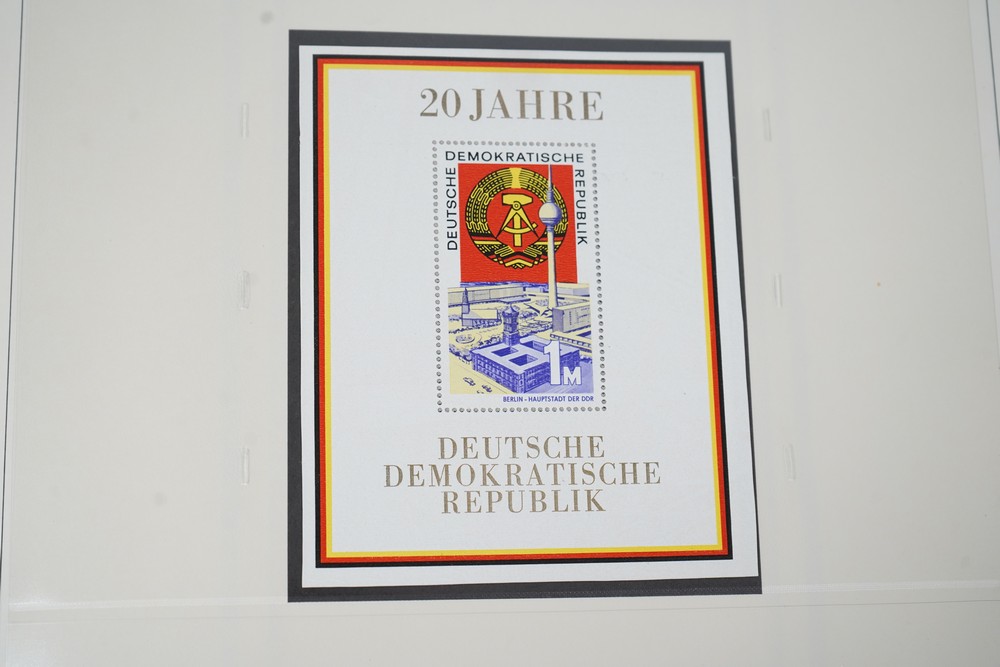 20 JAHRE
DEUTSCHE DEMOKRATISCHE REPUBLIK
1M
BERLIN - HAUPTSTADT DER DDR
DEUTSCHE
DEMOKRATISCHE
REPUBLIK